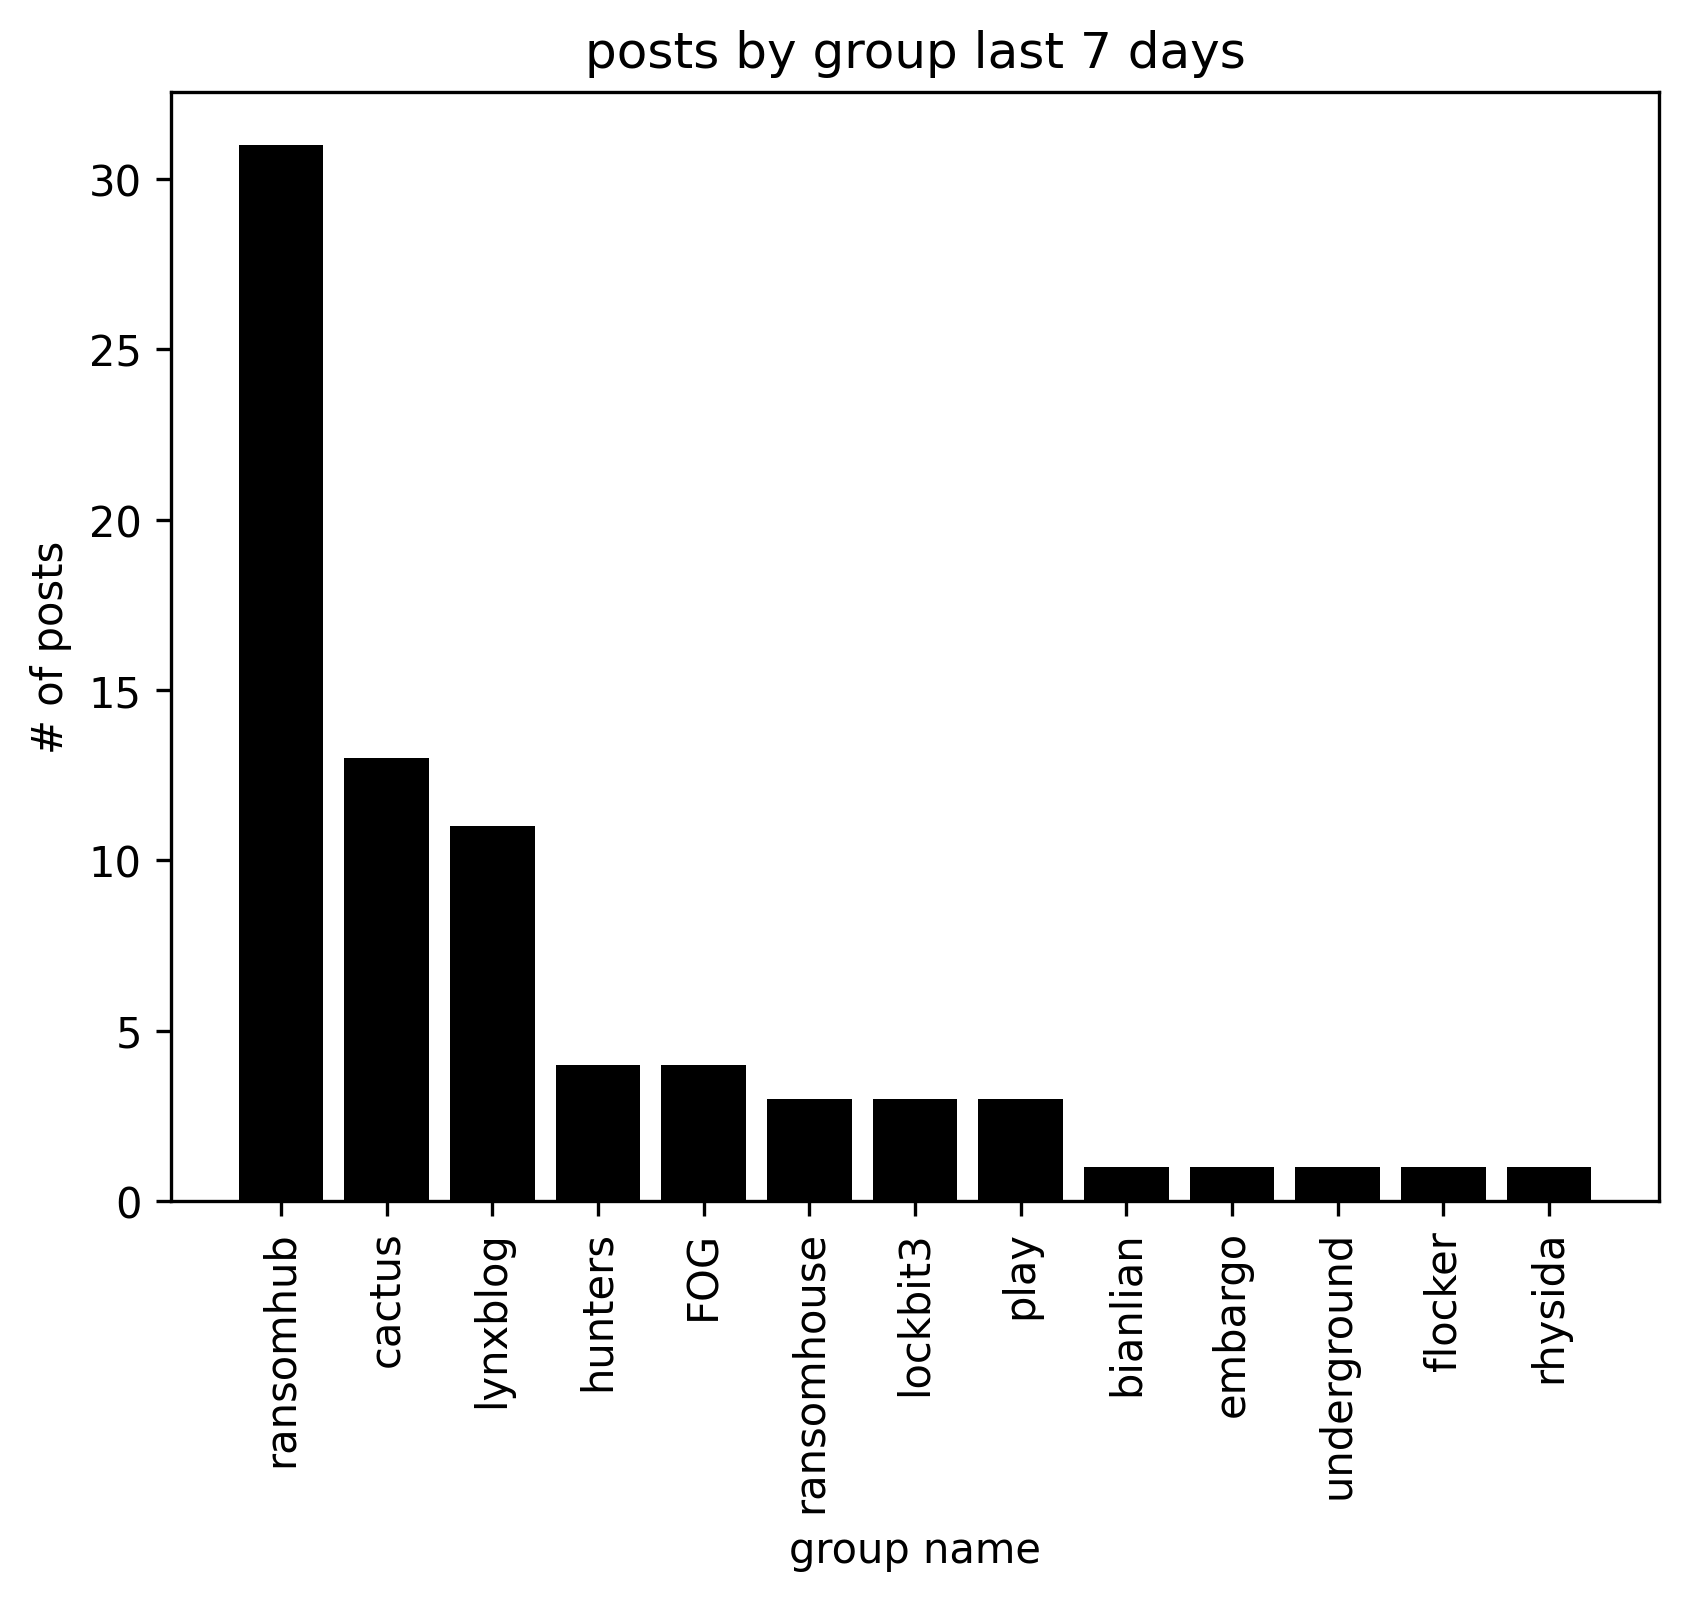 posts by group last 7 days
# of posts
30
25
20
15
10
5
0
ransomhub
cactus
lynxblog
hunters
FOG
ransomhouse
lockbit3
play
bianlian
embargo
underground
flocker
rhysida
group name